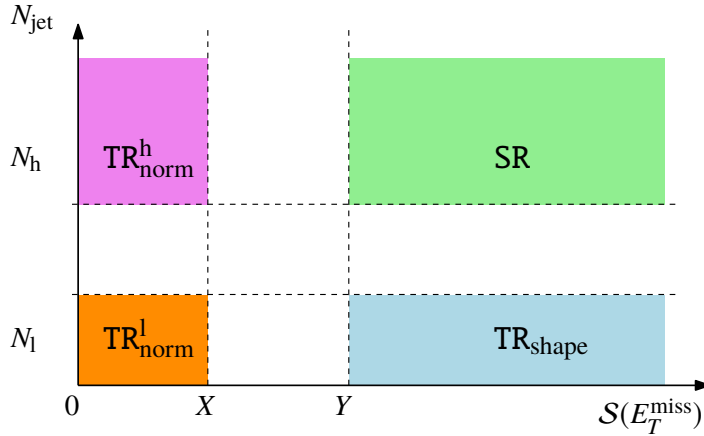 N_jet
N_h TR^h_norm SR
N_l TR^l_norm TR_shape
0 X Y S(E_T^miss)